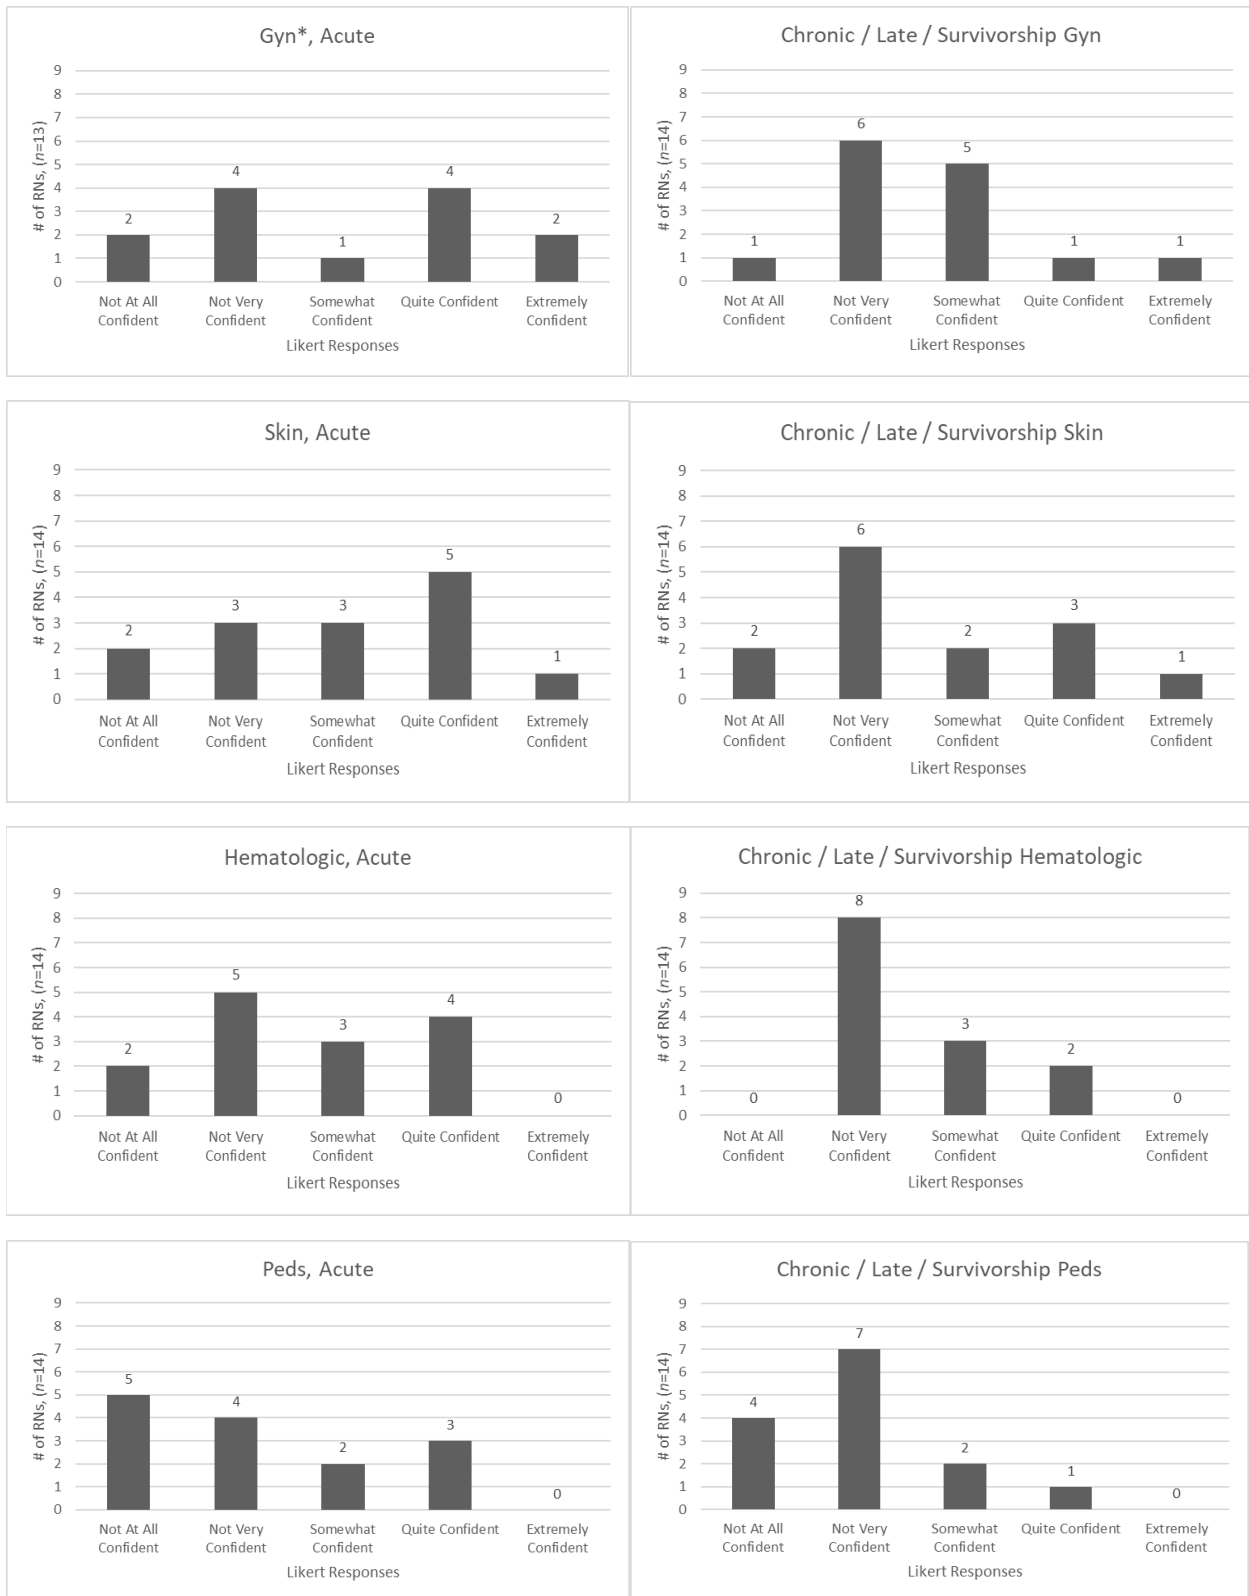 Gyn*, Acute
9
8
7
6
5
4
3
2
1
0
# of RNs, (n=13)
2
4
1
4
2
Not At All
Confident
Not Very
Confident
Somewhat
Confident
Quite Confident
Extremely
Confident
Likert Responses
Chronic / Late / Survivorship Gyn
9
8
7
6
5
4
3
2
1
0
# of RNs, (n=14)
1
6
5
1
1
Not At All
Confident
Not Very
Confident
Somewhat
Confident
Quite Confident
Extremely
Confident
Likert Responses
Skin, Acute
9
8
7
6
5
4
3
2
1
0
# of RNs, (n=14)
2
3
3
5
1
Not At All
Confident
Not Very
Confident
Somewhat
Confident
Quite Confident
Extremely
Confident
Likert Responses
Chronic / Late / Survivorship Skin
9
8
7
6
5
4
3
2
1
0
# of RNs, (n=14)
2
6
2
3
1
Not At All
Confident
Not Very
Confident
Somewhat
Confident
Quite Confident
Extremely
Confident
Likert Responses
Hematologic, Acute
9
8
7
6
5
4
3
2
1
0
# of RNs, (n=14)
2
5
3
4
0
Not At All
Confident
Not Very
Confident
Somewhat
Confident
Quite Confident
Extremely
Confident
Likert Responses
Chronic / Late / Survivorship Hematologic
9
8
7
6
5
4
3
2
1
0
# of RNs, (n=14)
0
8
3
2
0
Not At All
Confident
Not Very
Confident
Somewhat
Confident
Quite Confident
Extremely
Confident
Likert Responses
Peds, Acute
9
8
7
6
5
4
3
2
1
0
# of RNs, (n=14)
5
4
2
3
0
Not At All
Confident
Not Very
Confident
Somewhat
Confident
Quite Confident
Extremely
Confident
Likert Responses
Chronic / Late / Survivorship Peds
9
8
7
6
5
4
3
2
1
0
# of RNs, (n=14)
4
7
2
1
0
Not At All
Confident
Not Very
Confident
Somewhat
Confident
Quite Confident
Extremely
Confident
Likert Responses